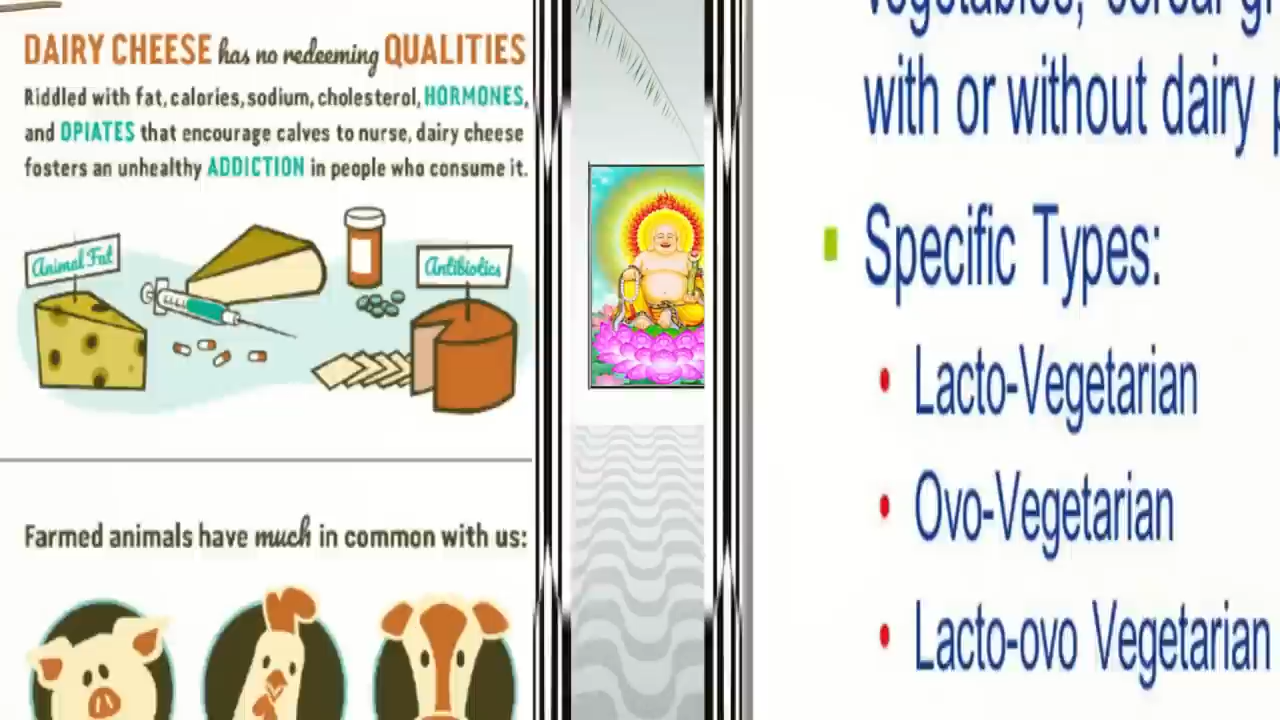 DAIRY CHEESE has no redeeming QUALITIES
Riddled with fat, calories, sodium, cholesterol, HORMONES,
and OPIATES that encourage calves to nurse, dairy cheese
fosters an unhealthy ADDICTION in people who consume it.
Animal Fat
Antibiotics
Farmed animals have much in common with us:
vegetables, cereal
with or without dairy
Specific Types:
Lacto-Vegetarian
Ovo-Vegetarian
Lacto-ovo Vegetarian